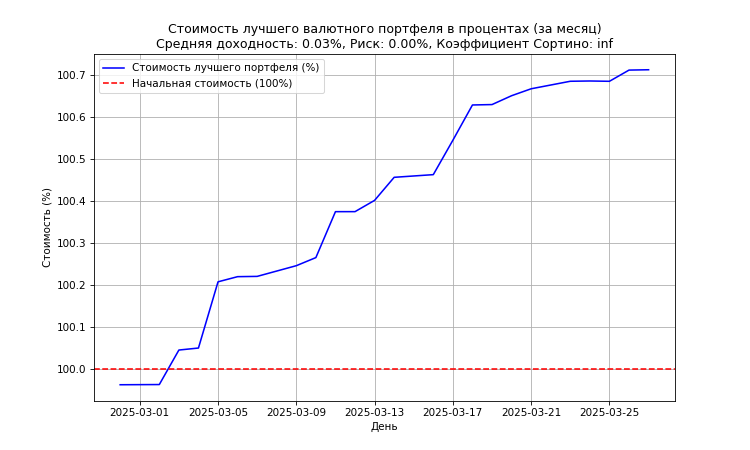 Стоимость лучшего валютного портфеля в процентах (за месяц)
Средняя доходность: 0.03%, Риск: 0.00%, Коэффициент Сортино: inf
Стоимость лучшего портфеля (%)
Начальная стоимость (100%)
Стоимость (%)
100.7
100.6
100.5
100.4
100.3
100.2
100.1
100.0
2025-03-01 2025-03-05 2025-03-09 2025-03-13 2025-03-17 2025-03-21 2025-03-25
День